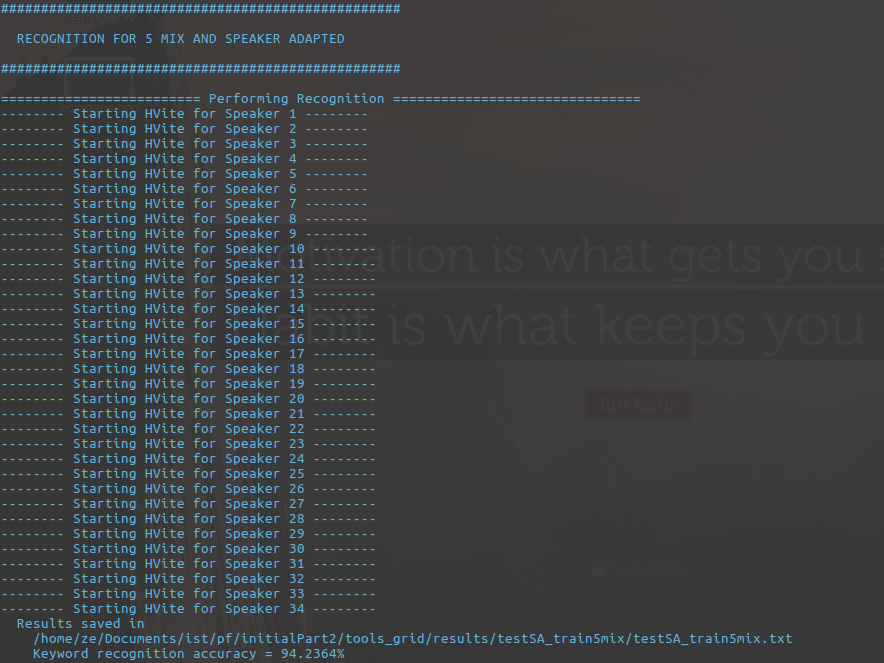 ##################################################
RECOGNITION FOR 5 MIX AND SPEAKER ADAPTED
##################################################
========================= Performing Recognition ===============================
-------- Starting HVite for Speaker 1 --------
-------- Starting HVite for Speaker 2 --------
-------- Starting HVite for Speaker 3 --------
-------- Starting HVite for Speaker 4 --------
-------- Starting HVite for Speaker 5 --------
-------- Starting HVite for Speaker 6 --------
-------- Starting HVite for Speaker 7 --------
-------- Starting HVite for Speaker 8 --------
-------- Starting HVite for Speaker 9 --------
-------- Starting HVite for Speaker 10 --------
-------- Starting HVite for Speaker 11 --------
-------- Starting HVite for Speaker 12 --------
-------- Starting HVite for Speaker 13 --------
-------- Starting HVite for Speaker 14 --------
-------- Starting HVite for Speaker 15 --------
-------- Starting HVite for Speaker 16 --------
-------- Starting HVite for Speaker 17 --------
-------- Starting HVite for Speaker 18 --------
-------- Starting HVite for Speaker 19 --------
-------- Starting HVite for Speaker 20 --------
-------- Starting HVite for Speaker 21 --------
-------- Starting HVite for Speaker 22 --------
-------- Starting HVite for Speaker 23 --------
-------- Starting HVite for Speaker 24 --------
-------- Starting HVite for Speaker 25 --------
-------- Starting HVite for Speaker 26 --------
-------- Starting HVite for Speaker 27 --------
-------- Starting HVite for Speaker 28 --------
-------- Starting HVite for Speaker 29 --------
-------- Starting HVite for Speaker 30 --------
-------- Starting HVite for Speaker 31 --------
-------- Starting HVite for Speaker 32 --------
-------- Starting HVite for Speaker 33 --------
-------- Starting HVite for Speaker 34 --------
Results saved in
/home/ze/Documents/ist/pf/initialPart2/tools_grid/results/testSA_train5mix/testSA_train5mix.txt
Keyword recognition accuracy = 94.2364%
tivation is what gets you s
bit is what keeps you
Jim Rohn